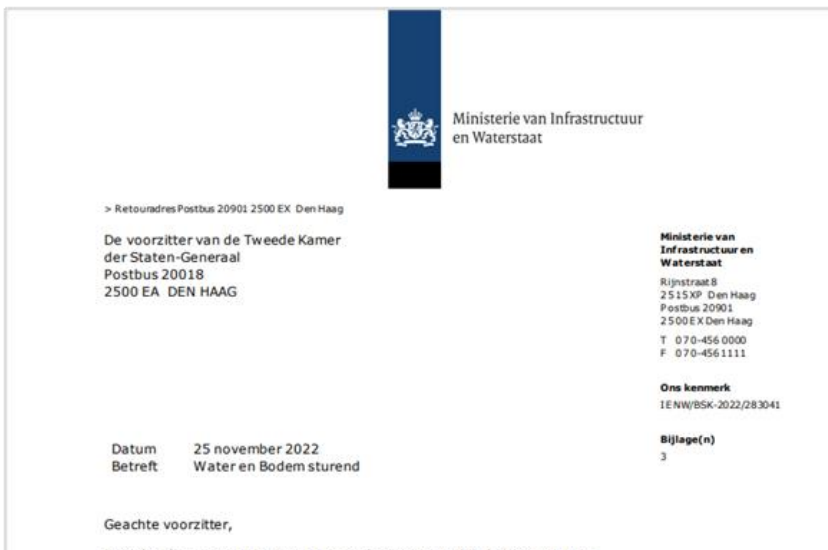 Ministerie van Infrastructuur
en Waterstaat
> Retouradres Postbus 20901 2500 EX Den Haag
De voorzitter van de Tweede Kamer
der Staten-Generaal
Postbus 20018
2500 EA DEN HAAG
Ministerie van
Infrastructuur en
Waterstaat
Rijnstraat 8
2515 XP Den Haag
Postbus 20901
2500 EX Den Haag
T 070-456 0000
F 070-456 1111
Ons kenmerk
IENW/BSK-2022/283041
Bijlage(n)
3
Datum 25 november 2022
Betreft Water en Bodem sturend
Geachte voorzitter,